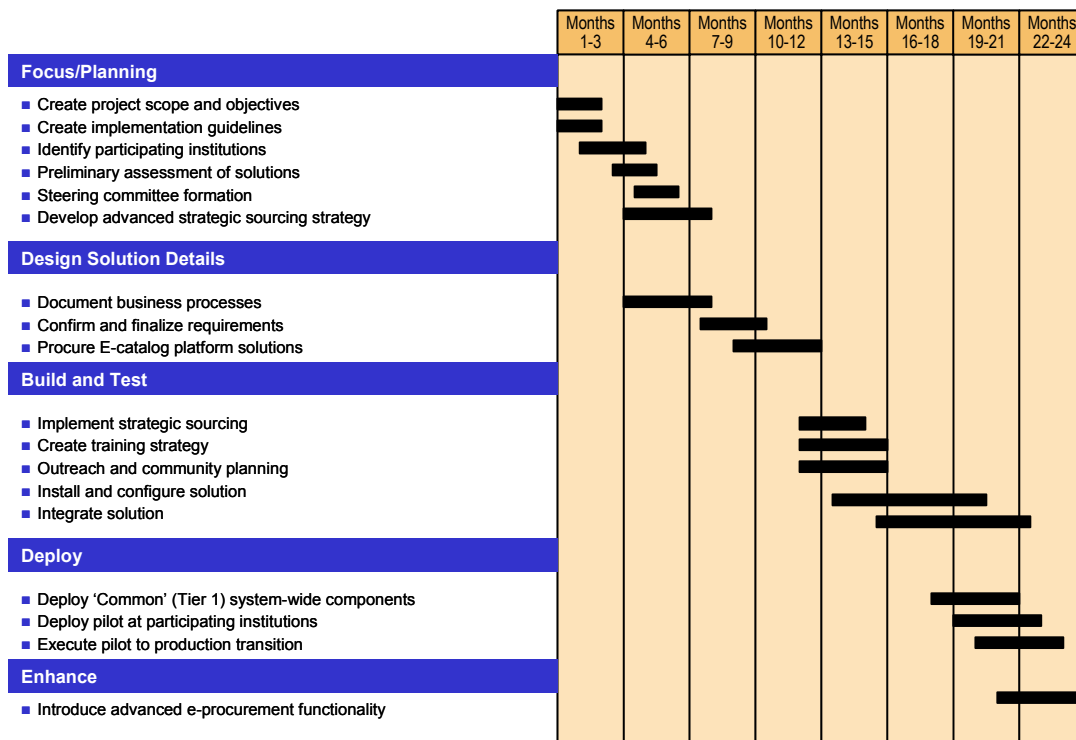 Months Months Months Months Months Months Months Months
1-3 4-6 7-9 10-12 13-15 16-18 19-21 22-24
Focus/Planning
Create project scope and objectives
Create implementation guidelines
Identify participating institutions
Preliminary assessment of solutions
Steering committee formation
Develop advanced strategic sourcing strategy
Design Solution Details
Document business processes
Confirm and finalize requirements
Procure E-catalog platform solutions
Build and Test
Implement strategic sourcing
Create training strategy
Outreach and community planning
Install and configure solution
Integrate solution
Deploy
Deploy ‘Common’ (Tier 1) system-wide components
Deploy pilot at participating institutions
Execute pilot to production transition
Enhance
Introduce advanced e-procurement functionality